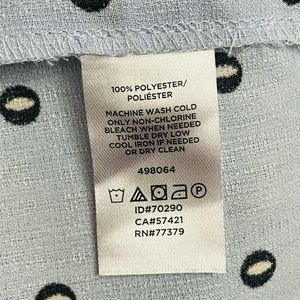 100% POLYESTER/
POLIÉSTER
MACHINE WASH COLD
ONLY NON-CHLORINE
BLEACH WHEN NEEDED
TUMBLE DRY LOW
COOL IRON IF NEEDED
OR DRY CLEAN
498064
P
ID#70290
CA#57421
RN#77379